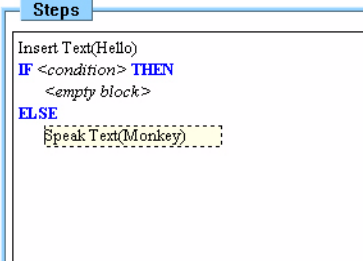 Steps
Insert Text(Hello)
IF <condition> THEN
<empty block>
ELSE
Speak Text(Monkey)